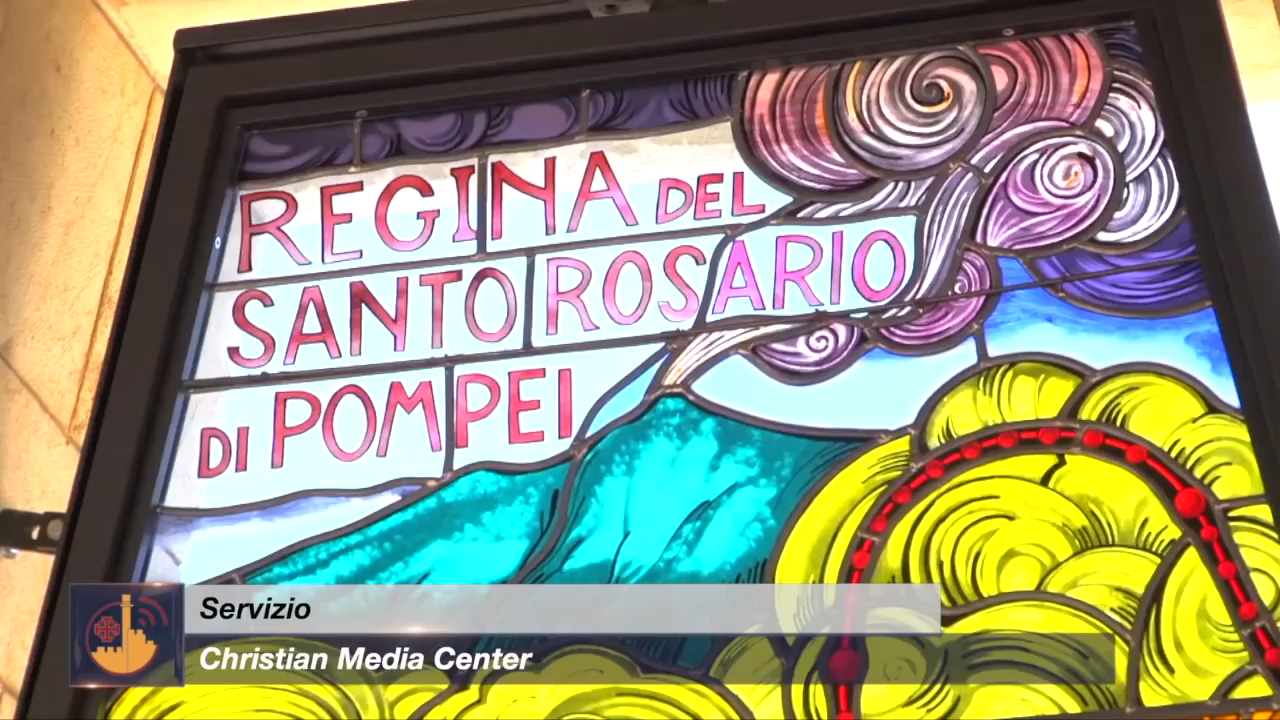 REGINA DEL
SANTO ROSARIO
DI POMPEI
Servizio
Christian Media Center